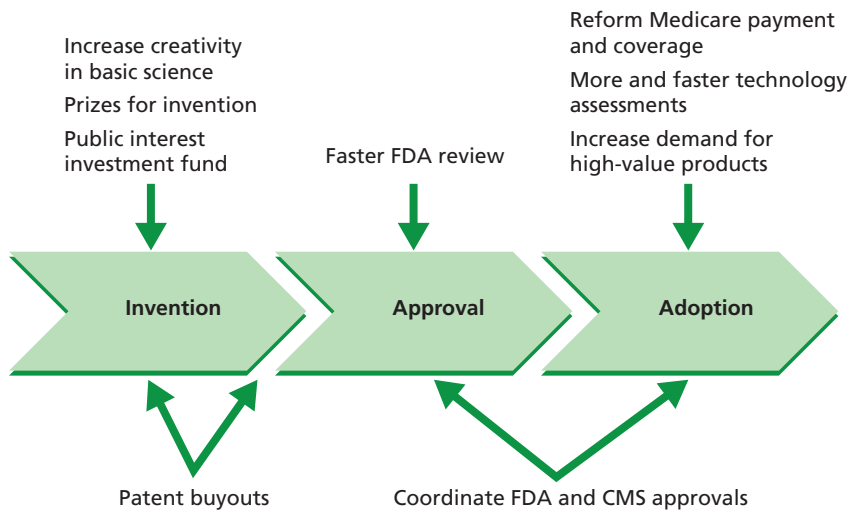 Increase creativity
in basic science
Prizes for invention
Public interest
investment fund
Faster FDA review
Reform Medicare payment
and coverage
More and faster technology
assessments
Increase demand for
high-value products
Invention
Approval
Adoption
Patent buyouts
Coordinate FDA and CMS approvals